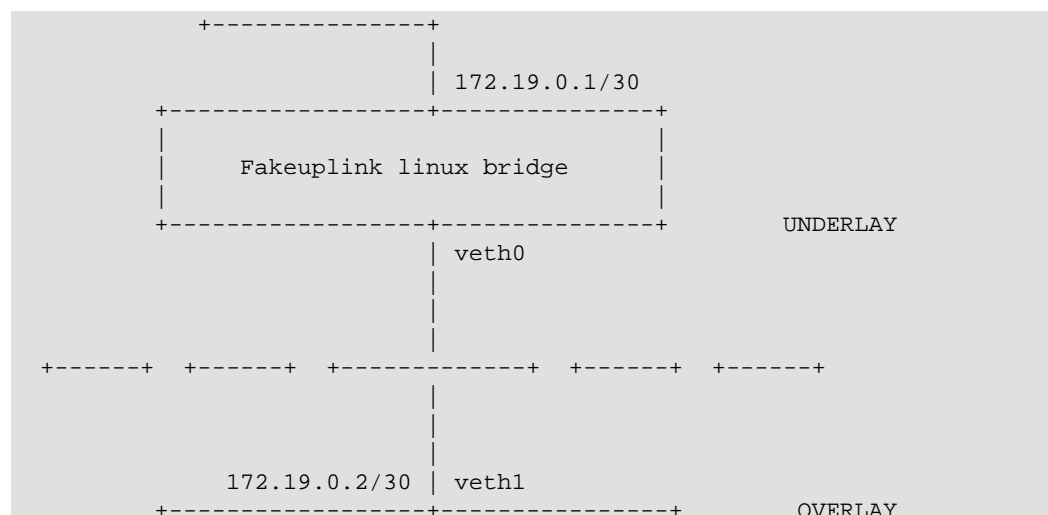 172.19.0.1/30
Fakeuplink linux bridge
UNDERLAY
veth0
172.19.0.2/30 | veth1
OVERLAY